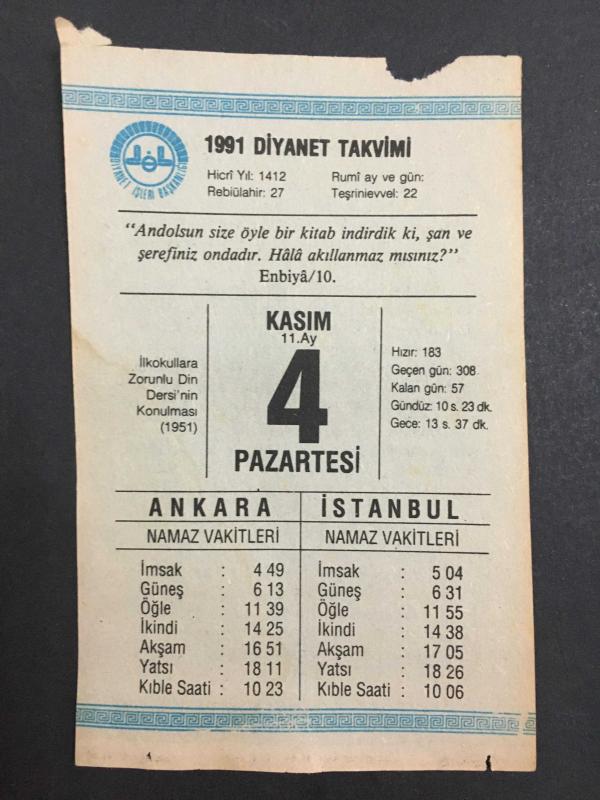 DİYANET İŞLERİ BAŞKANLIĞI
1991 DİYANET TAKVİMİ
Hicrî Yıl: 1412 Rumî ay ve gün:
Rebiülahir: 27 Teşrinievvel: 22
“Andolsun size öyle bir kitab indirdik ki, şan ve
şerefiniz ondadır. Hâlâ akıllanmaz mısınız?”
Enbiyâ/10.
İlkokullara
Zorunlu Din
Dersi'nin
Konulması
(1951)
KASIM
11.Ay
4
PAZARTESİ
Hızır: 183
Geçen gün: 308
Kalan gün: 57
Gündüz: 10 s. 23 dk.
Gece: 13 s. 37 dk.
ANKARA İSTANBUL
NAMAZ VAKİTLERİ NAMAZ VAKİTLERİ
İmsak : 4 49 İmsak : 5 04
Güneş : 6 13 Güneş : 6 31
Öğle : 11 39 Öğle : 11 55
İkindi : 14 25 İkindi : 14 38
Akşam : 16 51 Akşam : 17 05
Yatsı : 18 11 Yatsı : 18 26
Kıble Saati : 10 23 Kıble Saati : 10 06